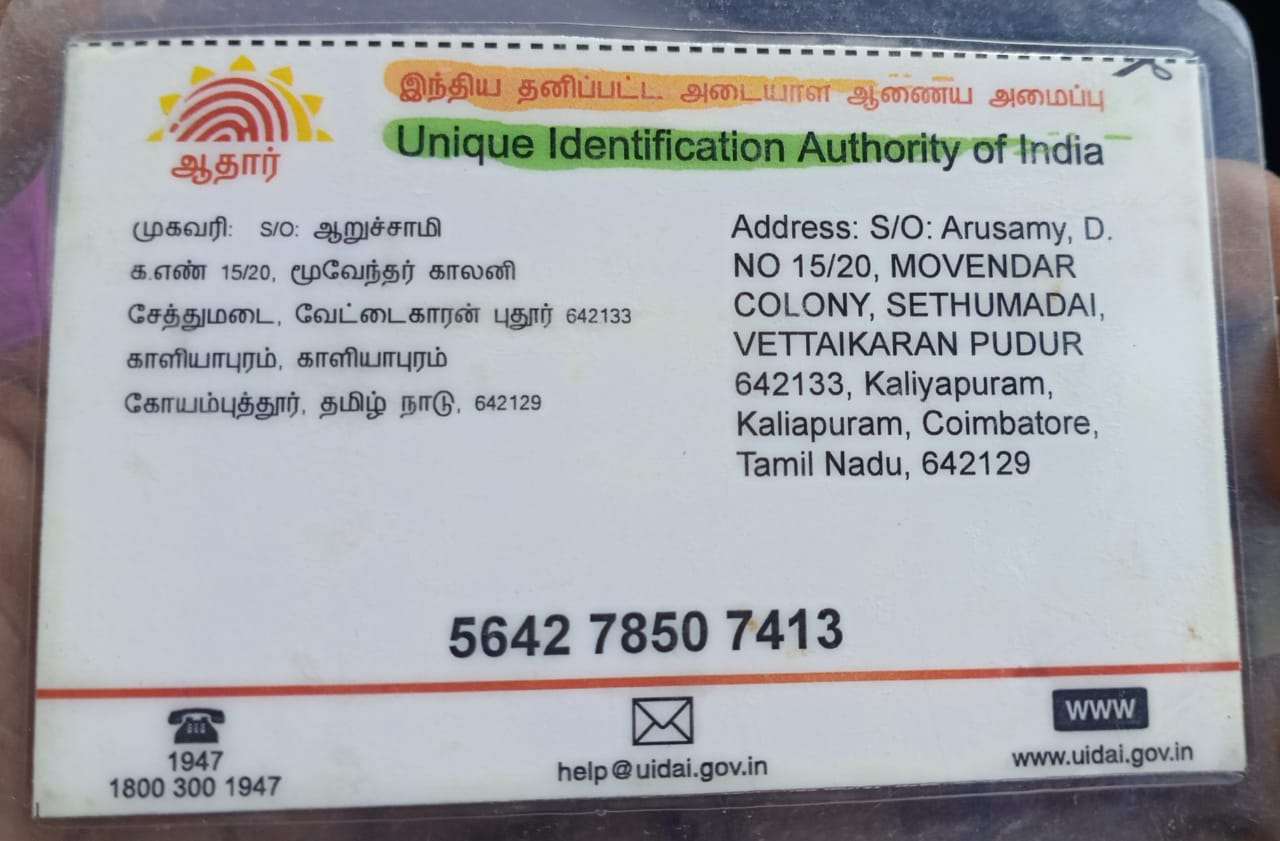 ஆதார்
இந்திய தனிப்பட்ட அடையாள ஆணைய அமைப்பு
Unique Identification Authority of India
முகவரி: S/O: ஆறுச்சாமி
க.எண் 15/20, மூவேந்தர் காலனி
சேத்துமடை, வேட்டைகாரன் புதூர் 642133
காளியாபுரம், காளியாபுரம்
கோயம்புத்தூர், தமிழ் நாடு, 642129
Address: S/O: Arusamy, D.
NO 15/20, MOVENDAR
COLONY, SETHUMADAI,
VETTAIKARAN PUDUR
642133, Kaliyapuram,
Kaliapuram, Coimbatore,
Tamil Nadu, 642129
5642 7850 7413
1947
1800 300 1947
help@uidai.gov.in
WWW
www.uidai.gov.in